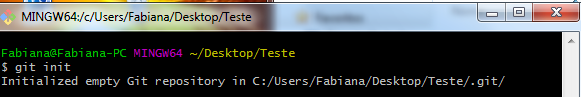 MINGW64:/c/Users/Fabiana/Desktop/Teste
Fabiana@Fabiana-PC MINGW64 ~/Desktop/Teste
$ git init
Initialized empty Git repository in C:/Users/Fabiana/Desktop/Teste/.git/